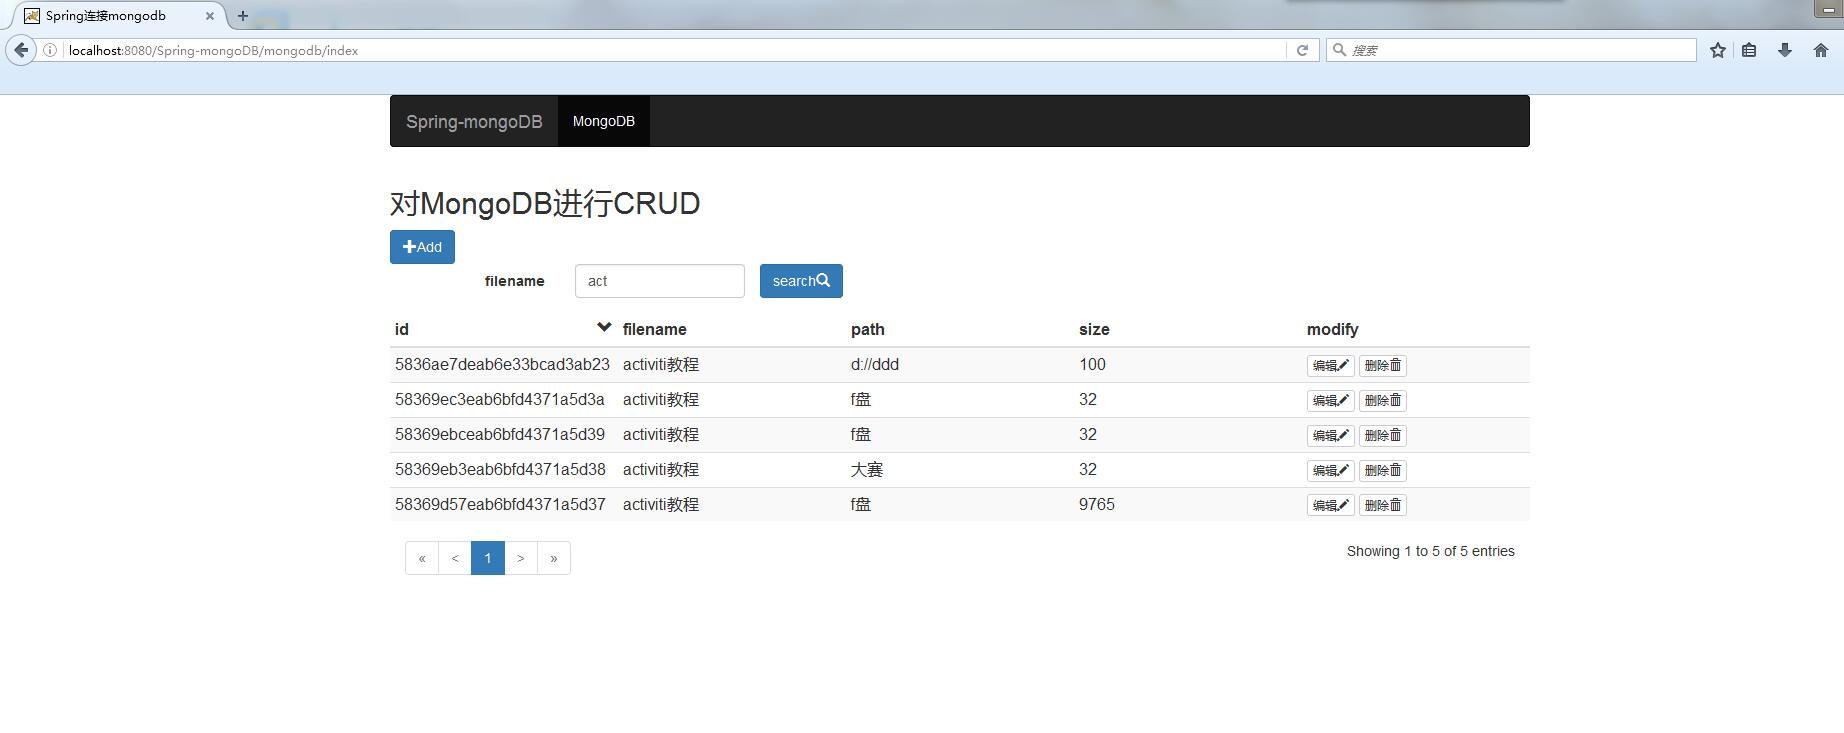 Spring连接mongodb
localhost:8080/Spring-mongoDB/mongodb/index
搜索
Spring-mongoDB MongoDB
对MongoDB进行CRUD
Add
filename act search
id filename path size modify
5836ae7deab6e33bcad3ab23 activiti教程 d://ddd 100 编辑 删除
58369ec3eab6bfd4371a5d3a activiti教程 f盘 32 编辑 删除
58369ebceab6bfd4371a5d39 activiti教程 f盘 32 编辑 删除
58369eb3eab6bfd4371a5d38 activiti教程 大赛 32 编辑 删除
58369d57eab6bfd4371a5d37 activiti教程 f盘 9765 编辑 删除
« < 1 > » Showing 1 to 5 of 5 entries